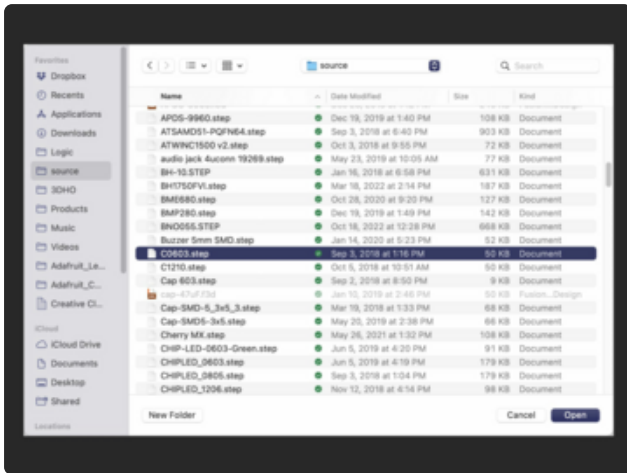 Favorites
Dropbox
Recents
Applications
Downloads
Logic
source
3DHO
Products
Music
Videos
Adafruit_Le...
Adafruit_C...
Creative Cl...
iCloud
iCloud Drive
Documents
Desktop
Shared
Locations
source
Search
Name Date Modified Size Kind
APDS-9960.step Dec 19, 2019 at 1:40 PM 108 KB Document
ATSAMD51-PQFN64.step Sep 3, 2018 at 6:40 PM 903 KB Document
ATWINC1500 v2.step Oct 3, 2018 at 9:55 PM 72 KB Document
audio jack 4uconn 19269.step May 23, 2019 at 10:05 AM 77 KB Document
BH-10.STEP Jan 16, 2018 at 6:58 PM 631 KB Document
BH1750FVI.step Mar 18, 2022 at 2:14 PM 187 KB Document
BME680.step Oct 28, 2020 at 9:20 PM 127 KB Document
BMP280.step Dec 19, 2019 at 1:49 PM 142 KB Document
BNO055.STEP Oct 18, 2022 at 12:28 PM 668 KB Document
Buzzer 5mm SMD.step Jan 14, 2020 at 5:23 PM 52 KB Document
C0603.step Sep 3, 2018 at 1:16 PM 50 KB Document
C1210.step Oct 5, 2018 at 10:51 AM 50 KB Document
Cap 603.step Sep 2, 2018 at 8:50 PM 9 KB Document
cap-47uF.f3d Jan 10, 2019 at 2:46 PM 50 KB Fusion...Design
Cap-SMD-5_3x5_3.step Mar 19, 2018 at 1:33 PM 68 KB Document
Cap-SMD5-3x5.step May 20, 2019 at 2:38 PM 66 KB Document
Cherry MX.step May 26, 2021 at 1:32 PM 108 KB Document
CHIP-LED-0603-Green.step Jun 5, 2019 at 4:20 PM 91 KB Document
CHIPLED_0603.step Jun 5, 2019 at 4:19 PM 179 KB Document
CHIPLED_0805.step Sep 3, 2018 at 1:04 PM 179 KB Document
CHIPLED_1206.step Nov 12, 2018 at 4:14 PM 98 KB Document
New Folder Cancel Open